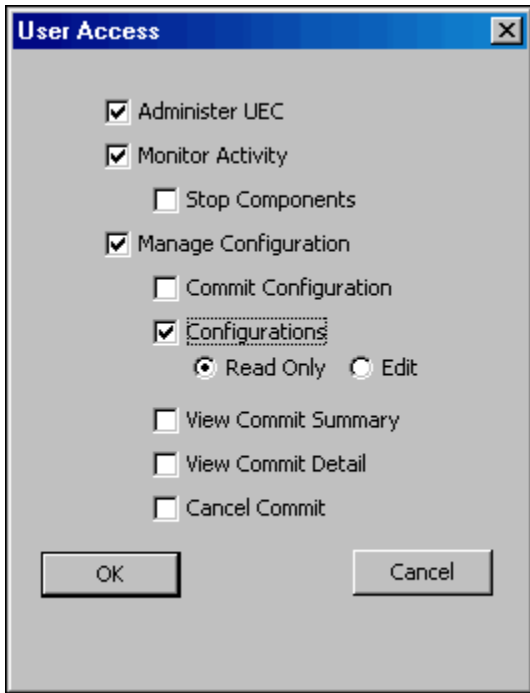 User Access
Administer UEC
Monitor Activity
Stop Components
Manage Configuration
Commit Configuration
Configurations
Read Only Edit
View Commit Summary
View Commit Detail
Cancel Commit
OK Cancel